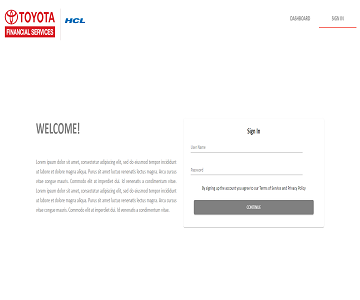 TOYOTA
FINANCIAL SERVICES
HCL
DASHBOARD
SIGN IN
WELCOME!
Lorem ipsum dolor sit amet, consectetur adipiscing elit, sed do eiusmod tempor incididunt
ut labore et dolore magna aliqua. Purus sit amet luctus venenatis lectus magna. Arcu cursus
vitae congue mauris. Commodo elit at imperdiet dui. Id venenatis a condimentum vitae.
Lorem ipsum dolor sit amet, consectetur adipiscing elit, sed do eiusmod tempor incididunt
ut labore et dolore magna aliqua. Purus sit amet luctus venenatis lectus magna. Arcu cursus
vitae congue mauris. Commodo elit at imperdiet dui. Id venenatis a condimentum vitae.
Sign In
User Name
Password
By signing up the account you agree to our Terms of Service and Privacy Policy
CONTINUE